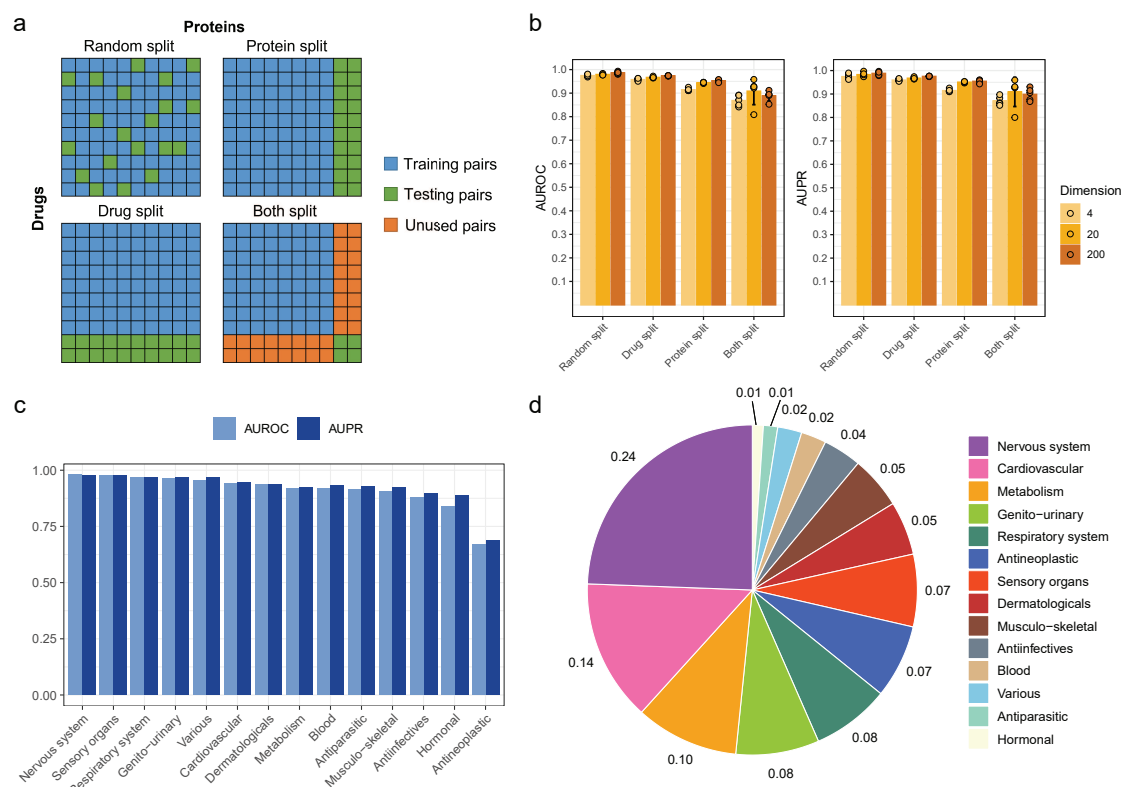 a
Proteins
Random split
Protein split
Drugs
Drug split
Both split
Training pairs
Testing pairs
Unused pairs
b
AUROC
1.0
0.9
0.8
0.7
0.6
0.5
0.4
0.3
0.2
0.1
Random split
Drug split
Protein split
Both split
AUPR
1.0
0.9
0.8
0.7
0.6
0.5
0.4
0.3
0.2
0.1
Random split
Drug split
Protein split
Both split
Dimension
4
20
200
c
AUROC
AUPR
1.00
0.75
0.50
0.25
0.00
Nervous system
Sensory organs
Respiratory system
Genito-urinary
Various
Cardiovascular
Dermatologicals
Metabolism
Blood
Antiparasitic
Musculo-skeletal
Antiinfectives
Hormonal
Antineoplastic
d
0.01
0.01
0.02
0.02
0.04
0.05
0.05
0.07
0.07
0.08
0.08
0.10
0.14
0.24
Nervous system
Cardiovascular
Metabolism
Genito-urinary
Respiratory system
Antineoplastic
Sensory organs
Dermatologicals
Musculo-skeletal
Antiinfectives
Blood
Various
Antiparasitic
Hormonal